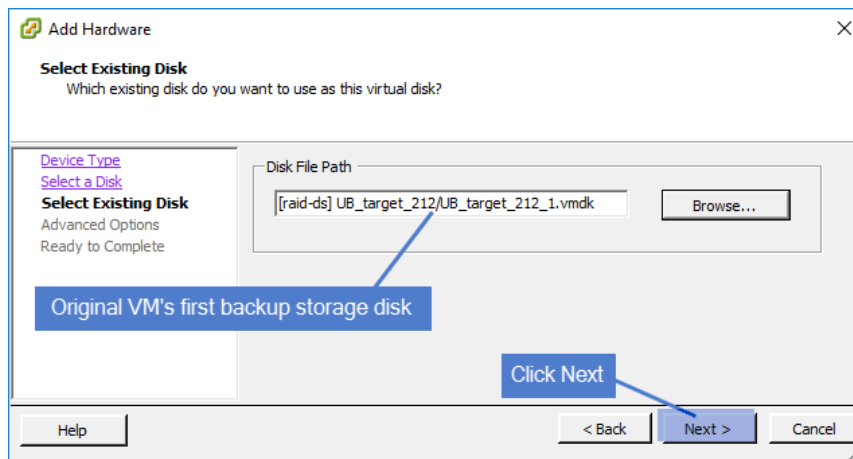 Add Hardware
Select Existing Disk
Which existing disk do you want to use as this virtual disk?
Device Type
Select a Disk
Select Existing Disk
Advanced Options
Ready to Complete
Disk File Path
[raid-ds] UB_target_212/UB_target_212_1.vmdk
Browse...
Original VM's first backup storage disk
Click Next
Help
< Back
Next >
Cancel